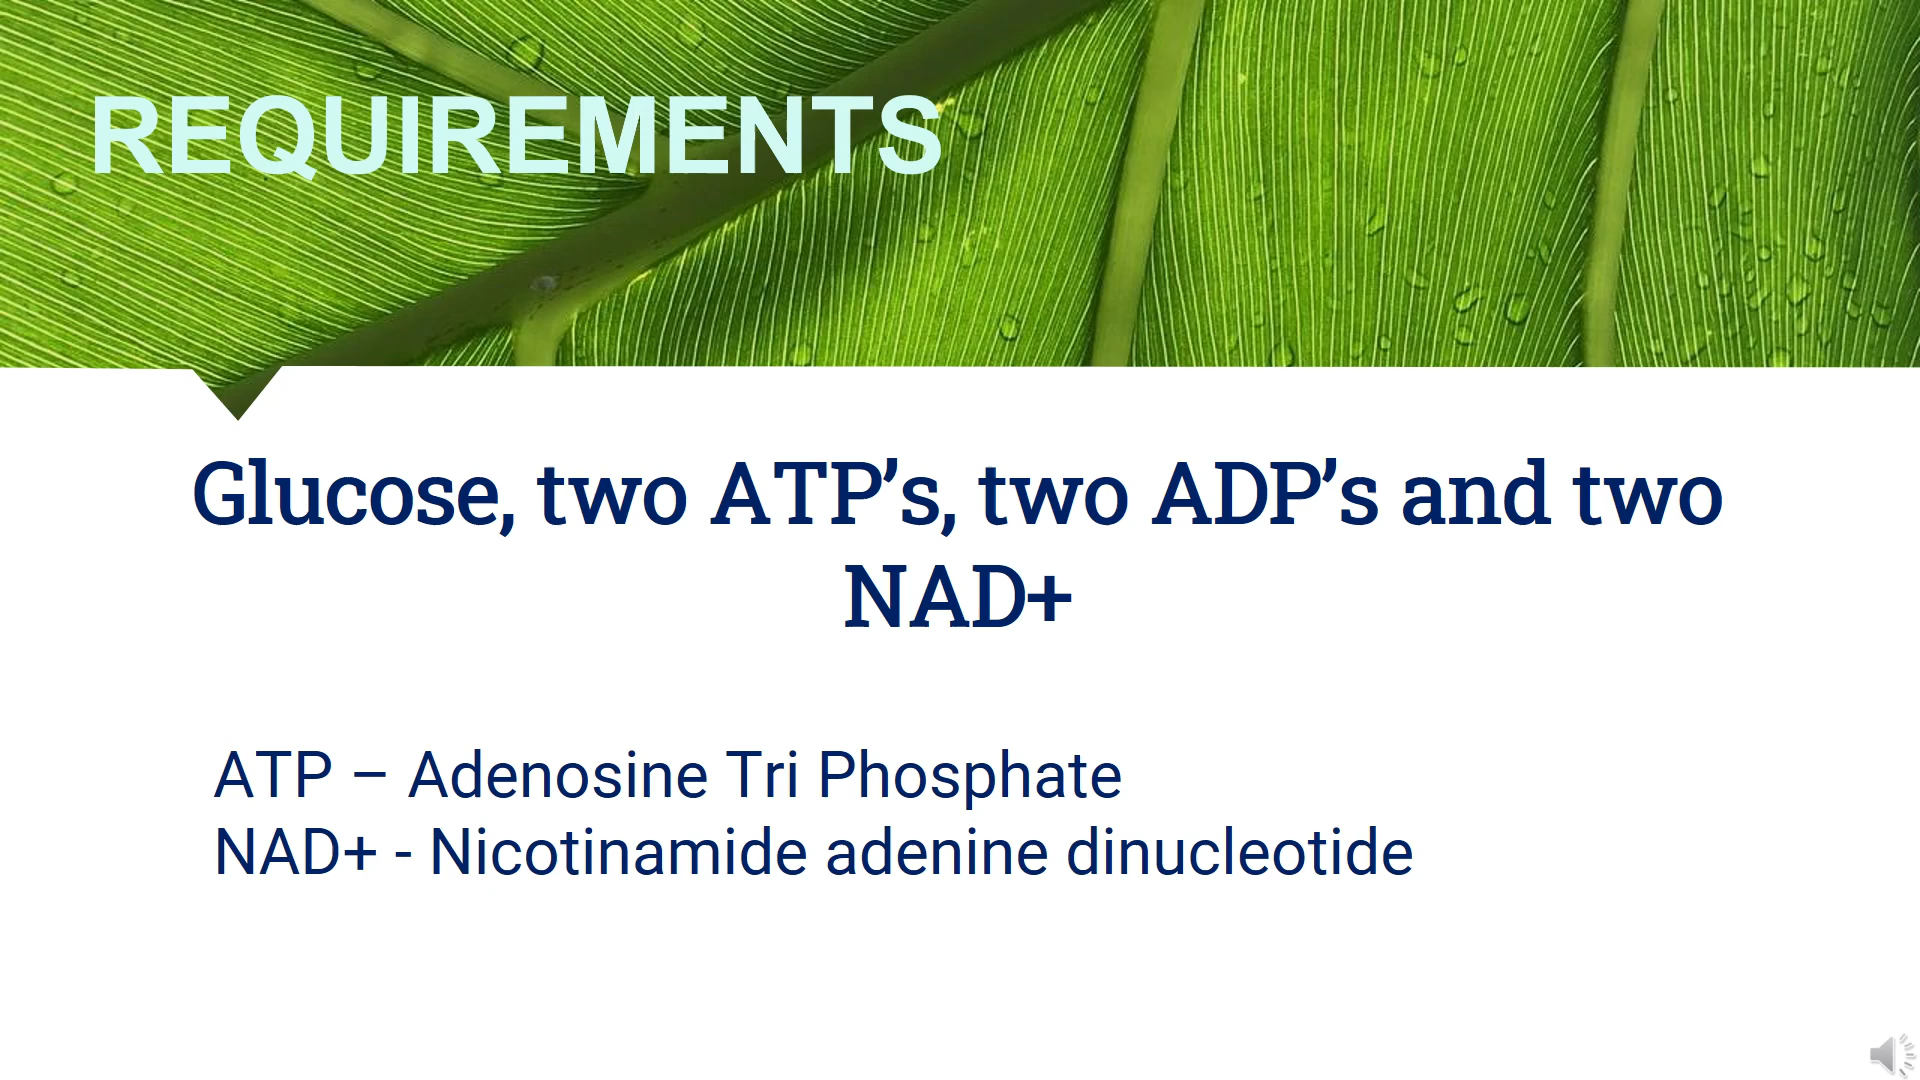 REQUIREMENTS
Glucose, two ATP’s, two ADP’s and two
NAD+
ATP – Adenosine Tri Phosphate
NAD+ - Nicotinamide adenine dinucleotide